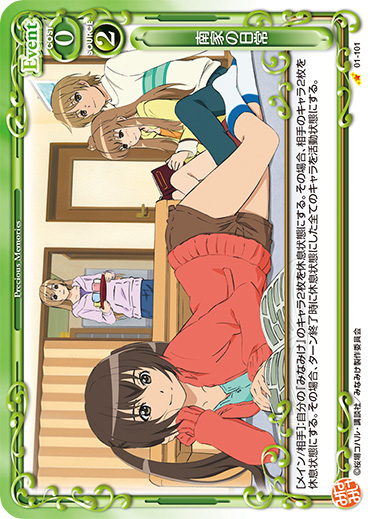 Event
COST
0
SOURCE
2
南家の日常
Precious Memories
[メイン/相手]:自分の「みなみけ」のキャラ2枚を休息状態にする。その場合、相手のキャラ2枚を
休息状態にする。その場合、ターン終了時に休息状態にした全てのキャラを活動状態にする。
©桜場コハル・講談社/みなみけ製作委員会
01-101